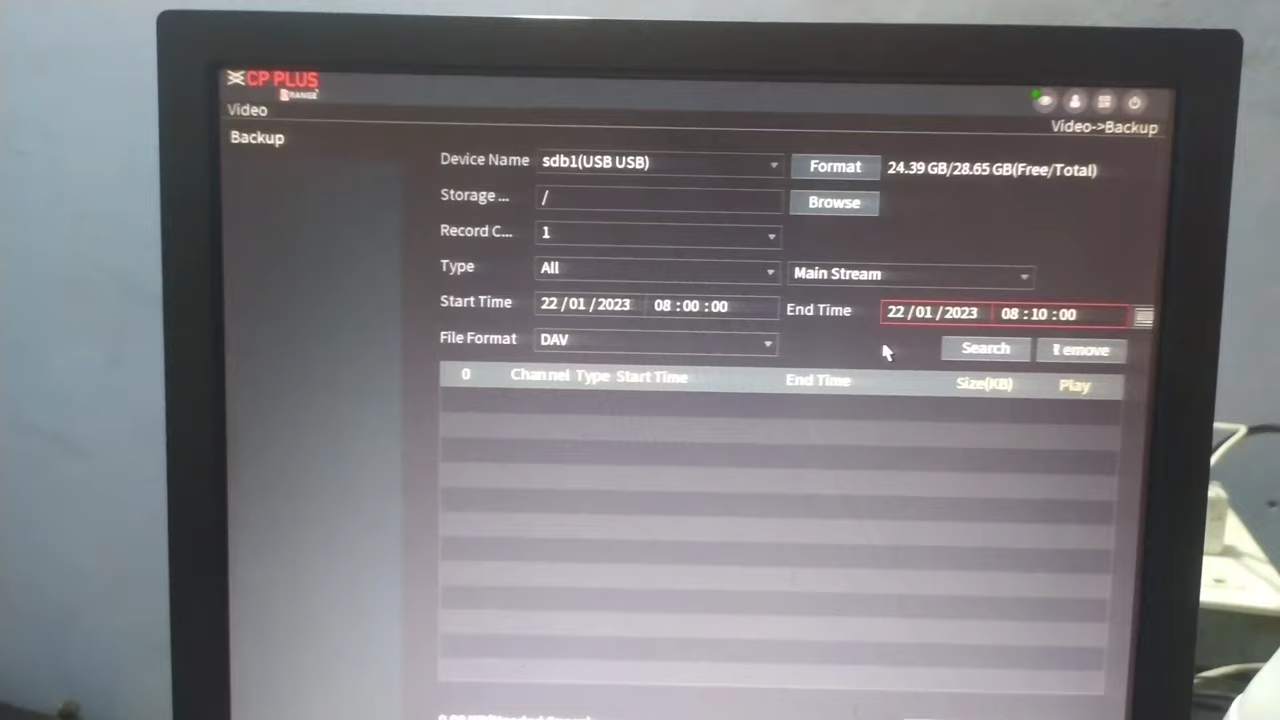 CP PLUS
RANGE
Video
Video->Backup
Backup
Device Name sdb1(USB USB) Format 24.39 GB/28.65 GB(Free/Total)
Storage ... / Browse
Record C... 1
Type All Main Stream
Start Time 22 /01 /2023 08 : 00 : 00 End Time 22 /01 /2023 08 : 10 : 00
File Format DAV
Search Remove
0 Channel Type Start Time End Time Size(KB) Play